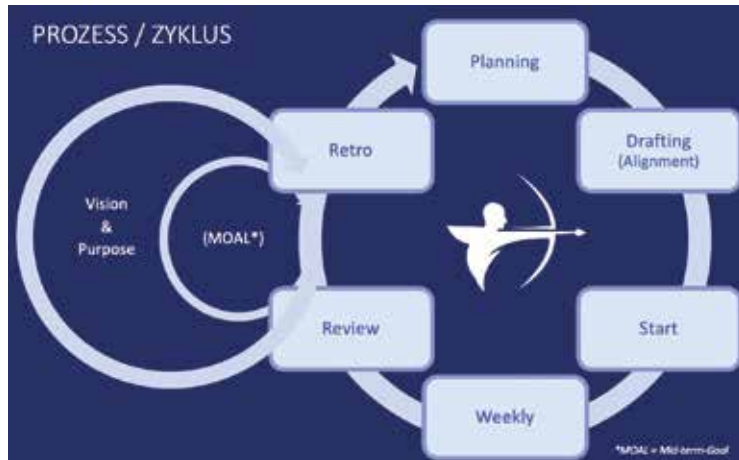 PROZESS / ZYKLUS
Planning
Drafting
(Alignment)
Start
Weekly
Review
Retro
Vision
&
Purpose
(MOAL*)
*MOAL = Mid-term-Goal